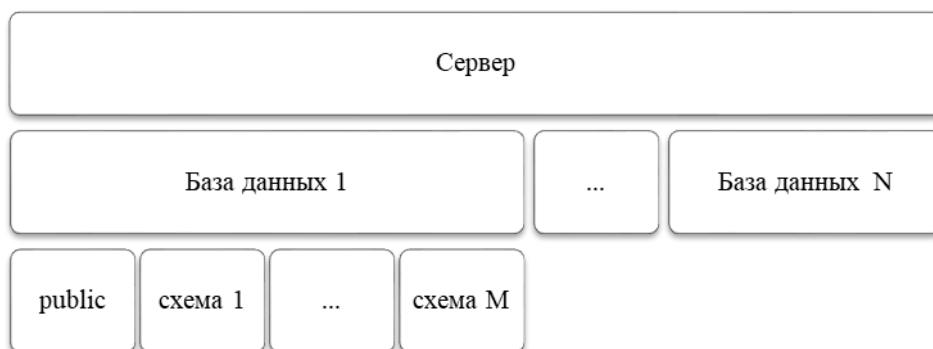 Сервер
База данных 1
...
База данных N
public
схема 1
...
схема M